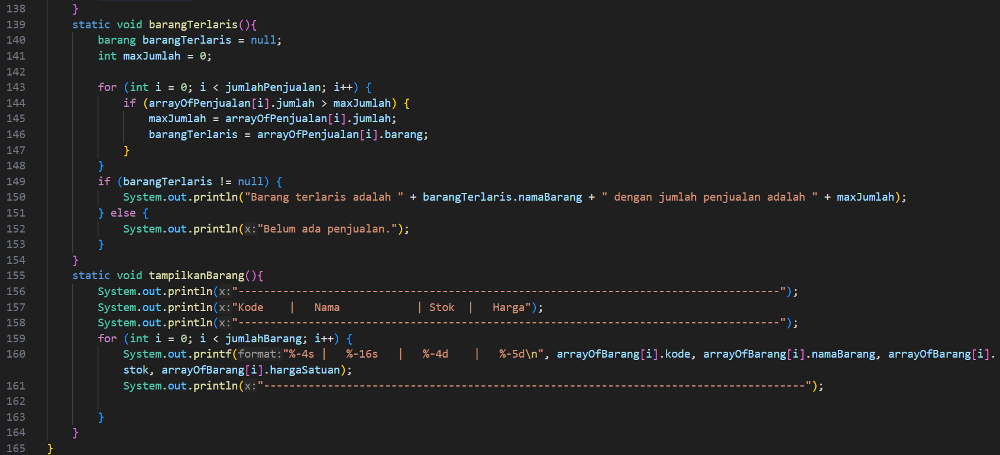 138         }
139         static void barangTerlaris(){
140             barang barangTerlaris = null;
141             int maxJumlah = 0;
142
143             for (int i = 0; i < jumlahPenjualan; i++) {
144                 if (arrayOfPenjualan[i].jumlah > maxJumlah) {
145                     maxJumlah = arrayOfPenjualan[i].jumlah;
146                     barangTerlaris = arrayOfPenjualan[i].barang;
147                 }
148             }
149             if (barangTerlaris != null) {
150                 System.out.println("Barang terlaris adalah " + barangTerlaris.namaBarang + " dengan jumlah penjualan adalah " + maxJumlah);
151             } else {
152                 System.out.println(x:"Belum ada penjualan.");
153             }
154         }
155         static void tampilkanBarang(){
156             System.out.println(x:"-------------------------------------------------------------------------------------");
157             System.out.println(x:"Kode    |   Nama            | Stok  |   Harga");
158             System.out.println(x:"-------------------------------------------------------------------------------------");
159             for (int i = 0; i < jumlahBarang; i++) {
160                 System.out.printf(format:"%-4s |   %-16s   |   %-4d    |   %-5d\n", arrayOfBarang[i].kode, arrayOfBarang[i].namaBarang, arrayOfBarang[i].
                stok, arrayOfBarang[i].hargaSatuan);
161                 System.out.println(x:"-------------------------------------------------------------------------------------");
162
163             }
164         }
165     }